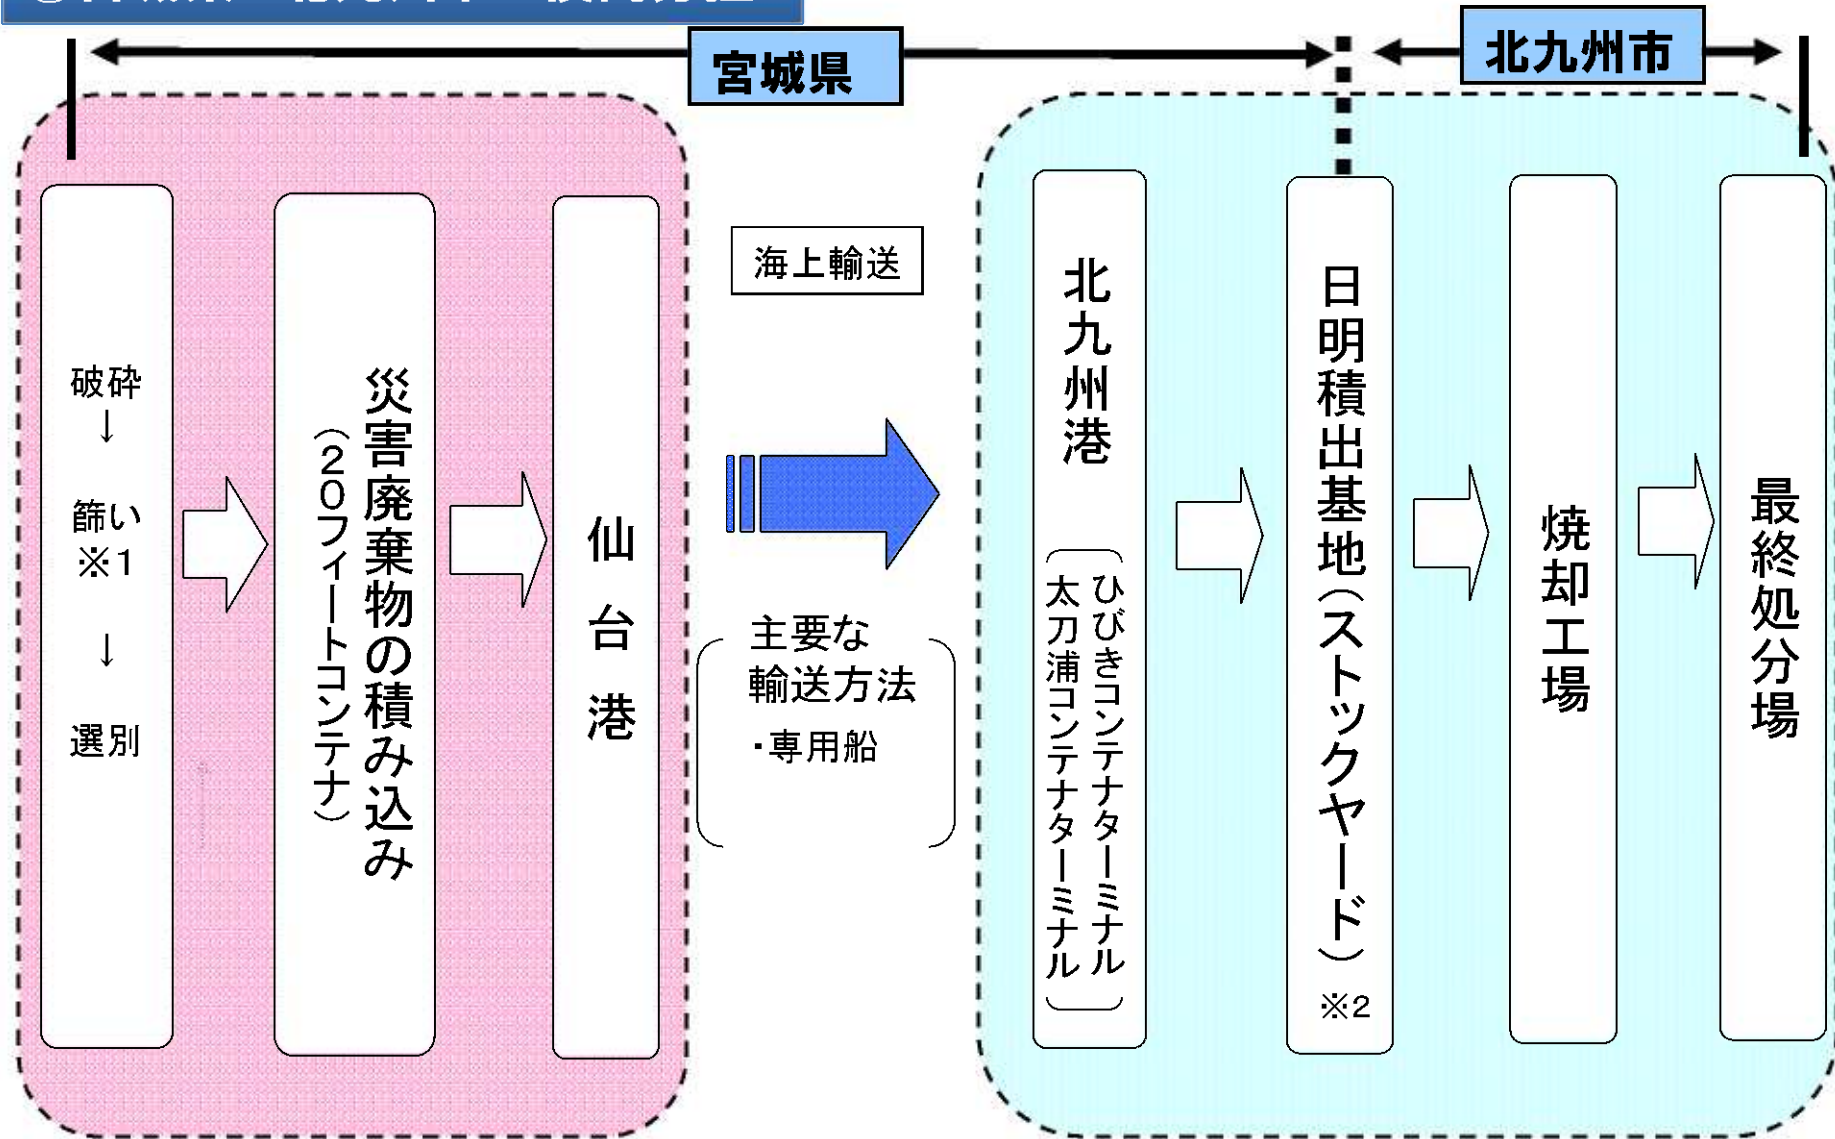 宮城県
北九州市
破砕
↓
篩い
※1
↓
選別
災害廃棄物の積み込み
（20フィートコンテナ）
仙台港
海上輸送
主要な
輸送方法
・専用船
北九州港
ひびきコンテナターミナル
太刀浦コンテナターミナル
日明積出基地（ストックヤード）※2
焼却工場
最終処分場